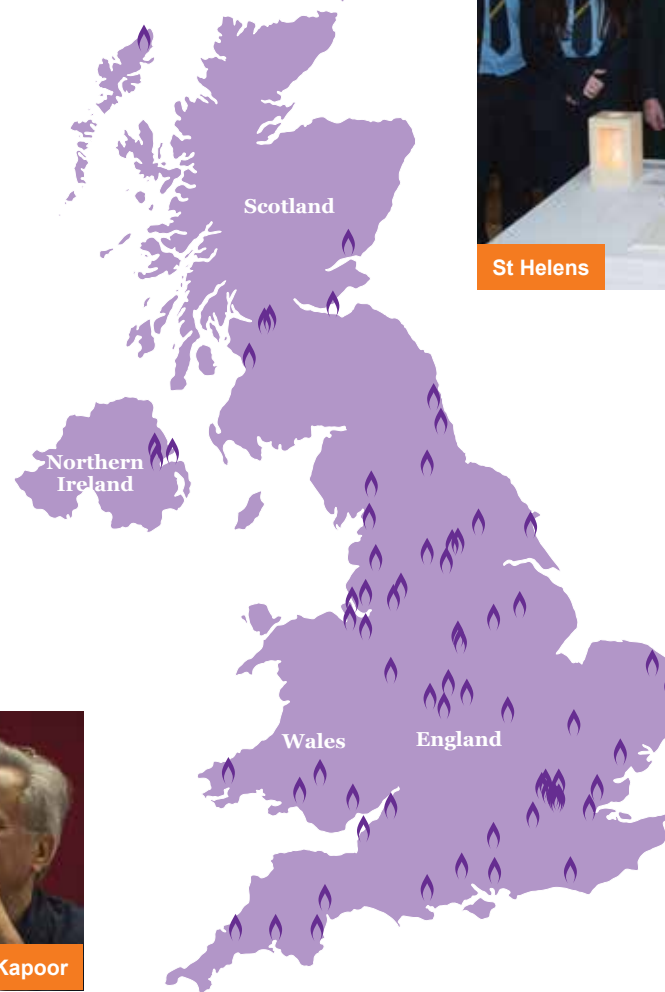 Scotland
St Helens
Northern
Ireland
Wales
England
Kapoor